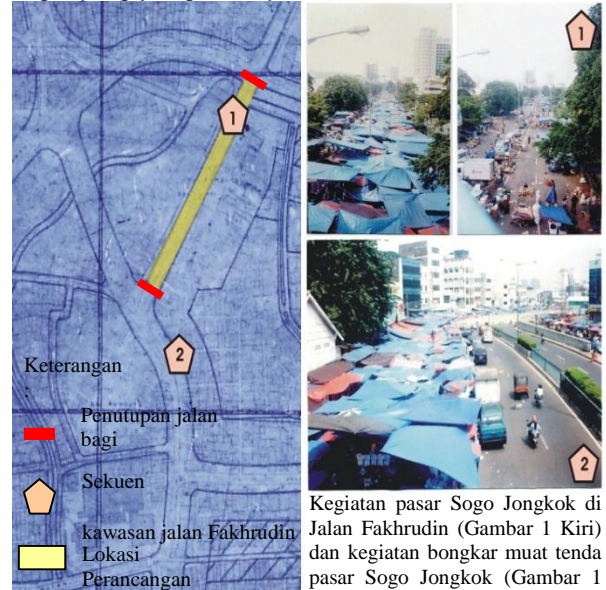 1
2
Keterangan
:
Penutupan jalan
bagi
Sekuen
kawasan jalan Fakhrudin
Lokasi
Perancangan
1
2
Kegiatan pasar Sogo Jongkok di
Jalan Fakhrudin (Gambar 1 Kiri)
dan kegiatan bongkar muat tenda
pasar Sogo Jongkok (Gambar 1